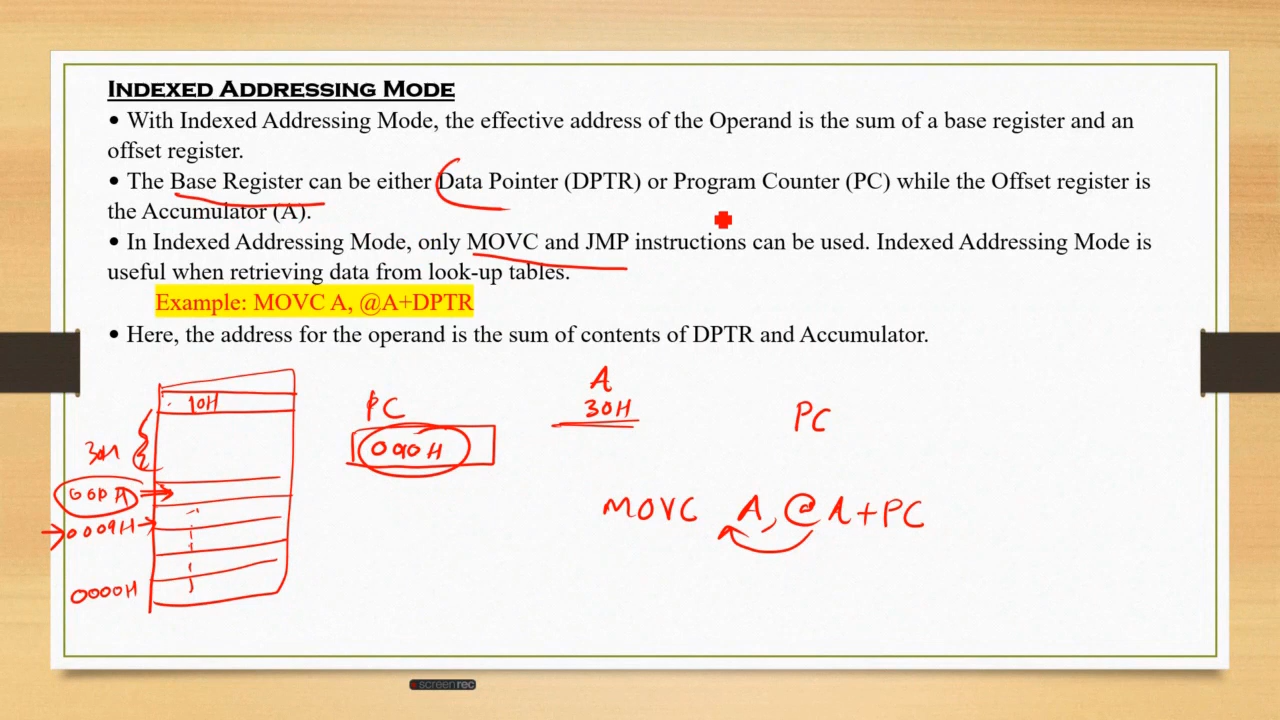 INDEXED ADDRESSING MODE
• With Indexed Addressing Mode, the effective address of the Operand is the sum of a base register and an
offset register.
• The Base Register can be either Data Pointer (DPTR) or Program Counter (PC) while the Offset register is
the Accumulator (A).
• In Indexed Addressing Mode, only MOVC and JMP instructions can be used. Indexed Addressing Mode is
useful when retrieving data from look-up tables.
Example: MOVC A, @A+DPTR
• Here, the address for the operand is the sum of contents of DPTR and Accumulator.
A
10H PC 30H PC
30H
MOVC A, @A+PC
0009H
0000H
screenrec